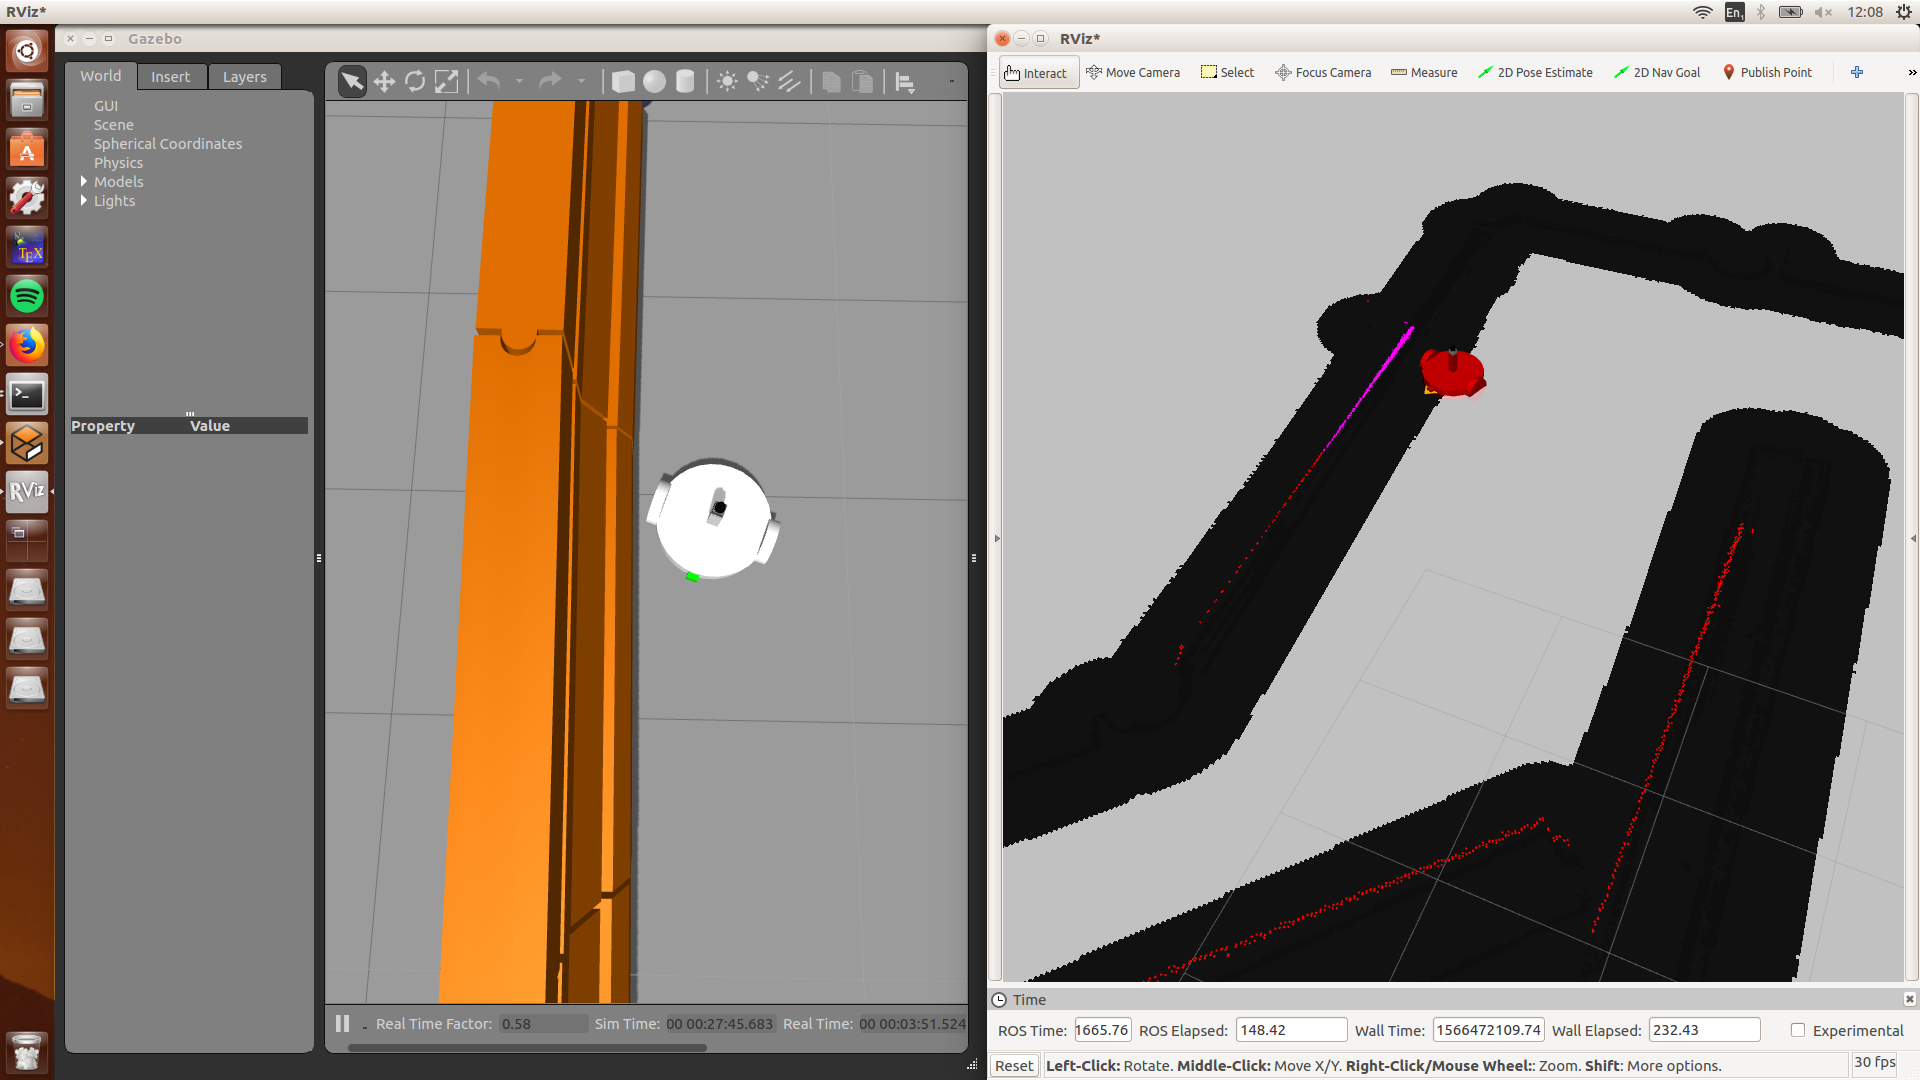 RViz*
En1
12:08
Gazebo
World
Insert
Layers
GUI
Scene
Spherical Coordinates
Physics
Models
Lights
Property
Value
TEX
RViz
Real Time Factor: 0.58
Sim Time: 00 00:27:45.683
Real Time: 00 00:03:51.524
RViz*
Interact
Move Camera
Select
Focus Camera
Measure
2D Pose Estimate
2D Nav Goal
Publish Point
»
Time
ROS Time: 1665.76
ROS Elapsed: 148.42
Wall Time: 1566472109.74
Wall Elapsed: 232.43
Experimental
Reset
Left-Click: Rotate. Middle-Click: Move X/Y. Right-Click/Mouse Wheel:: Zoom. Shift: More options.
30 fps